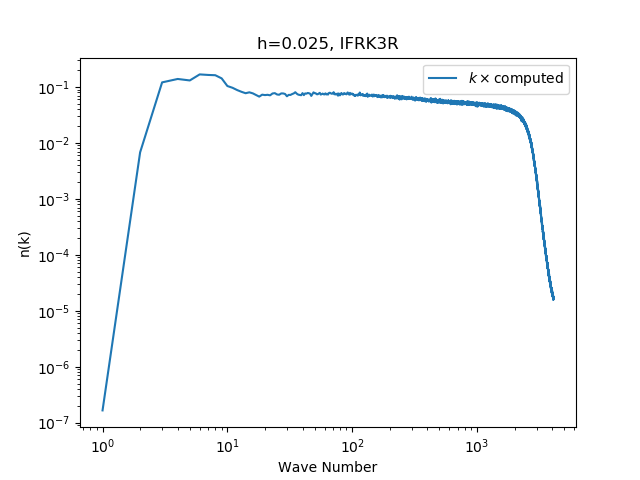 h=0.025, IFRK3R
k × computed
n(k)
10⁻¹
10⁻²
10⁻³
10⁻⁴
10⁻⁵
10⁻⁶
10⁻⁷
10⁰ 10¹ 10² 10³
Wave Number